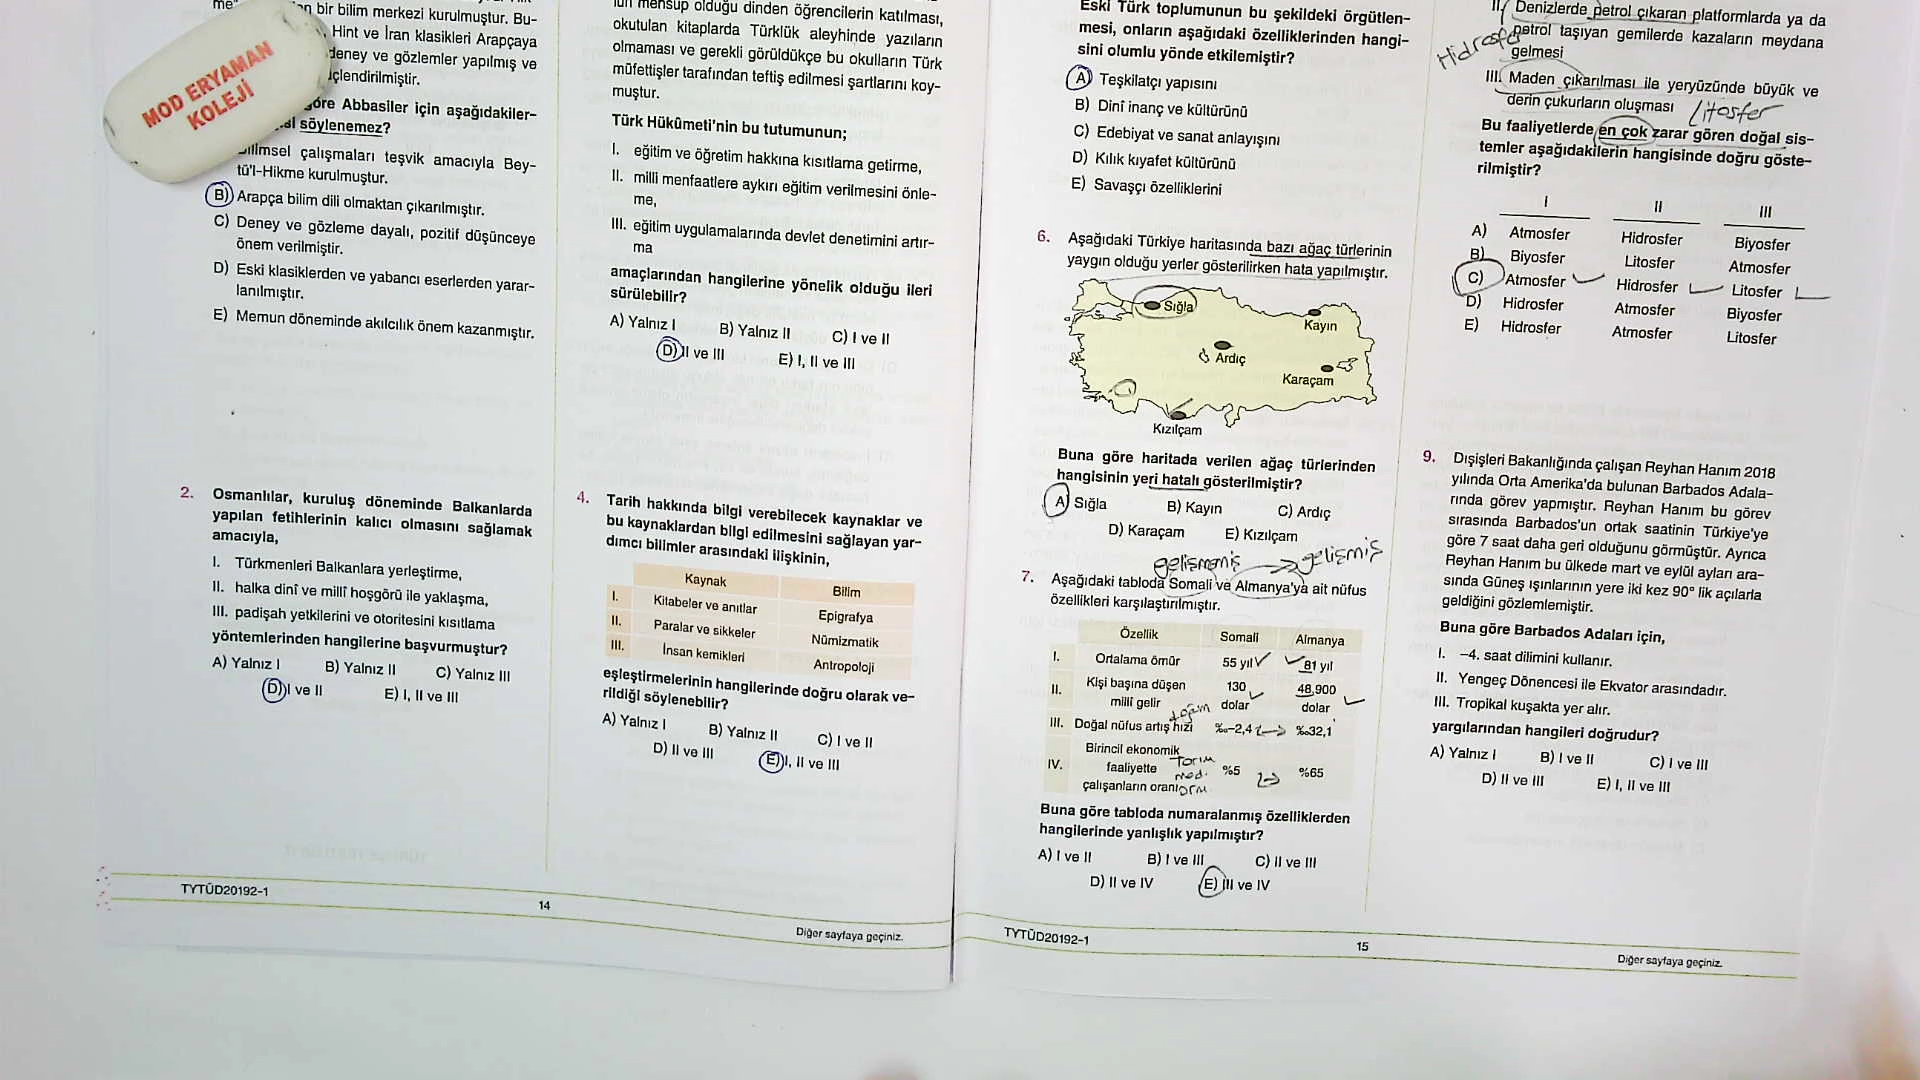 MOD ERYAMAN
KOLEJİ
bir bilim merkezi kurulmuştur. Bu-
Hint ve İran klasikleri Arapçaya
deney ve gözlemler yapılmış ve
göre Abbasiler için aşağıdakiler-
söylenemez?
Bilimsel çalışmaları teşvik amacıyla Bey-
tü'l-Hikme kurulmuştur.
B) Arapça bilim dili olmaktan çıkarılmıştır.
C) Deney ve gözleme dayalı, pozitif düşünceye
önem verilmiştir.
D) Eski klasiklerden ve yabancı eserlerden yarar-
lanılmıştır.
E) Memun döneminde akılcılık önem kazanmıştır.
2. Osmanlılar, kuruluş döneminde Balkanlarda
yapılan fetihlerinin kalıcı olmasını sağlamak
amacıyla,
I. Türkmenleri Balkanlara yerleştirme,
II. halka dinî ve millî hoşgörü ile yaklaşma,
III. padişah yetkilerini ve otoritesini kısıtlama
yöntemlerinden hangilerine başvurmuştur?
A) Yalnız I B) Yalnız II C) Yalnız III
D) I ve II E) I, II ve III
TYTÜD20192-1
14
lun mensup olduğu dinden öğrencilerin katılması,
okutulan kitaplarda Türklük aleyhinde yazıların
olmaması ve gerekli görüldükçe bu okulların Türk
müfettişler tarafından teftiş edilmesi şartlarını koy-
muştur.
Türk Hükûmeti'nin bu tutumunun;
I. eğitim ve öğretim hakkına kısıtlama getirme,
II. milli menfaatlere aykırı eğitim verilmesini önle-
me,
III. eğitim uygulamalarında devlet denetimini artır-
ma
amaçlarından hangilerine yönelik olduğu ileri
sürülebilir?
A) Yalnız I B) Yalnız II C) I ve II
D) II ve III E) I, II ve III
4. Tarih hakkında bilgi verebilecek kaynaklar ve
bu kaynaklardan bilgi edilmesini sağlayan yar-
dımcı bilimler arasındaki ilişkinin,
Kaynak Bilim
I. Kitabeler ve anıtlar Epigrafya
II. Paralar ve sikkeler Nümizmatik
III. İnsan kemikleri Antropoloji
eşleştirmelerinin hangilerinde doğru olarak ve-
rildiği söylenebilir?
A) Yalnız I B) Yalnız II C) I ve II
D) II ve III E) I, II ve III
Diğer sayfaya geçiniz.
Eski Türk toplumunun bu şekildeki örgütlen-
mesi, onların aşağıdaki özelliklerinden hangi-
sini olumlu yönde etkilemiştir?
A) Teşkilatçı yapısını
B) Dinî inanç ve kültürünü
C) Edebiyat ve sanat anlayışını
D) Kılık kıyafet kültürünü
E) Savaşçı özelliklerini
6. Aşağıdaki Türkiye haritasında bazı ağaç türlerinin
yaygın olduğu yerler gösterilirken hata yapılmıştır.
Sığla
Kayın
Ardıç
Karaçam
Kızılçam
Buna göre haritada verilen ağaç türlerinden
hangisinin yeri hatalı gösterilmiştir?
A) Sığla B) Kayın C) Ardıç
D) Karaçam E) Kızılçam
gelişmemiş → gelişmiş
7. Aşağıdaki tabloda Somali ve Almanya'ya ait nüfus
özellikleri karşılaştırılmıştır.
Özellik Somali Almanya
I. Ortalama ömür 55 yıl 81 yıl
II. Kişi başına düşen millî gelir 130 dolar 48,900 dolar
doğum
III. Doğal nüfus artış hızı ‰-2,4 ‰32,1
IV. Birincil ekonomik faaliyette çalışanların oranı %5 %65
Tarım
mad.
orm
Buna göre tabloda numaralanmış özelliklerden
hangilerinde yanlışlık yapılmıştır?
A) I ve II B) I ve III C) II ve III
D) II ve IV E) III ve IV
TYTÜD20192-1
15
II. Denizlerde petrol çıkaran platformlarda ya da
petrol taşıyan gemilerde kazaların meydana
gelmesi
Hidrosfer
III. Maden çıkarılması ile yeryüzünde büyük ve
derin çukurların oluşması
Litosfer
Bu faaliyetlerde en çok zarar gören doğal sis-
temler aşağıdakilerin hangisinde doğru göste-
rilmiştir?
I II III
A) Atmosfer Hidrosfer Biyosfer
B) Biyosfer Litosfer Atmosfer
C) Atmosfer Hidrosfer Litosfer
D) Hidrosfer Atmosfer Biyosfer
E) Hidrosfer Atmosfer Litosfer
9. Dışişleri Bakanlığında çalışan Reyhan Hanım 2018
yılında Orta Amerika'da bulunan Barbados Adala-
rında görev yapmıştır. Reyhan Hanım bu görev
sırasında Barbados'un ortak saatinin Türkiye'ye
göre 7 saat daha geri olduğunu görmüştür. Ayrıca
Reyhan Hanım bu ülkede mart ve eylül ayları ara-
sında Güneş ışınlarının yere iki kez 90° lik açılarla
geldiğini gözlemlemiştir.
Buna göre Barbados Adaları için,
I. –4. saat dilimini kullanır.
II. Yengeç Dönencesi ile Ekvator arasındadır.
III. Tropikal kuşakta yer alır.
yargılarından hangileri doğrudur?
A) Yalnız I B) I ve II C) I ve III
D) II ve III E) I, II ve III
Diğer sayfaya geçiniz.